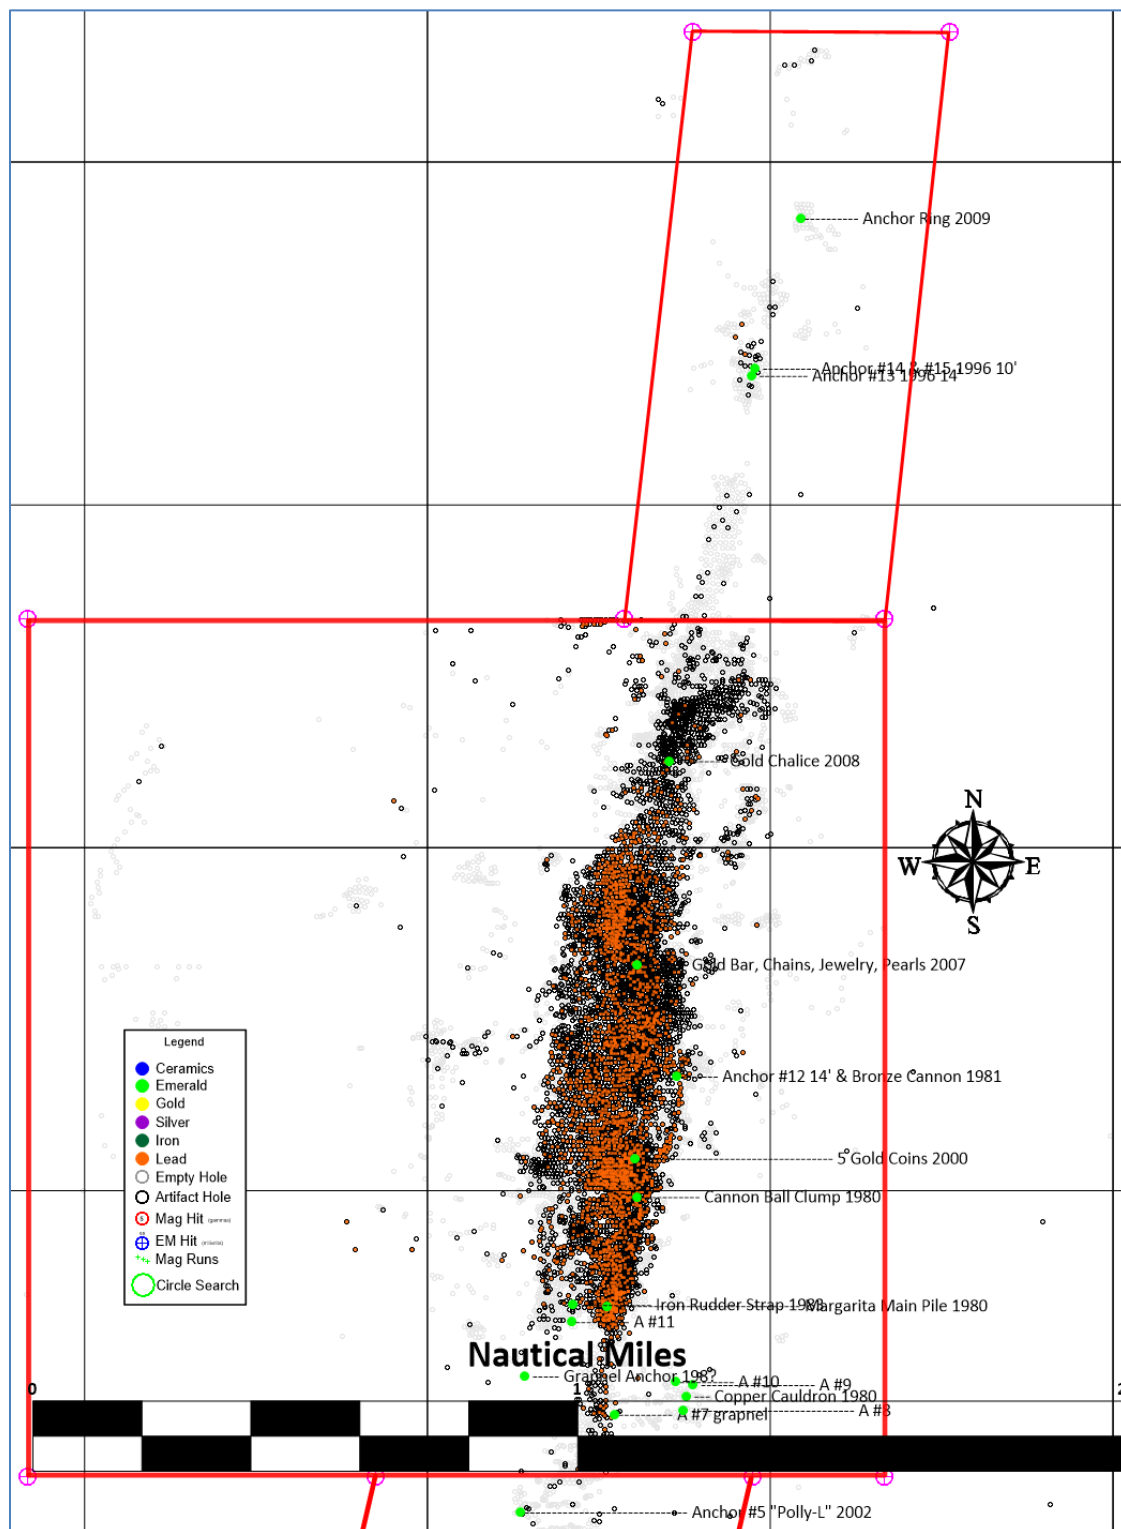 Anchor Ring 2009
Anchor #14 & #15 1996 10'
Anchor #13 1996 14'
Gold Chalice 2008
N
W E
S
Gold Bar, Chains, Jewelry, Pearls 2007
Legend
Ceramics
Emerald
Gold
Silver
Iron
Lead
Empty Hole
Artifact Hole
Mag Hit
EM Hit
Mag Runs
Circle Search
Anchor #12 14' & Bronze Cannon 1981
5 Gold Coins 2000
Cannon Ball Clump 1980
Iron Rudder Strap
Margarita Main Pile 1980
A #11
Nautical Miles
Grapnel Anchor 198?
A #10
A #9
0 1 2
Copper Cauldron 1980
A #8
A #7 grapnel
Anchor #5 "Polly-L" 2002